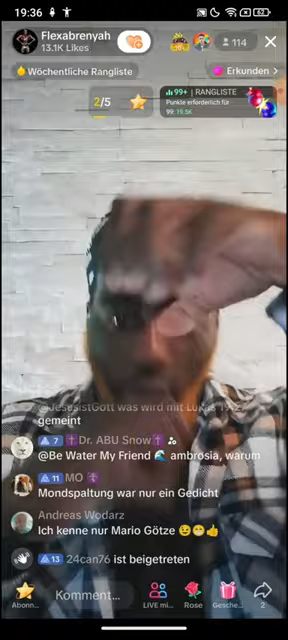 19:36
62
Flexabrenyah
13.1K Likes
114
Wöchentliche Rangliste
Erkunden >
2/5
99+ | RANGLISTE
Punkte erforderlich für
99: 19.5K
@JesusistGott was wird mit Lukas 19:27
gemeint
7 Dr. ABU Snow
@Be Water My Friend 🌊 ambrosia, warum
11 MO
Mondspaltung war nur ein Gedicht
Andreas Wodarz
Ich kenne nur Mario Götze 😉😁👍
13 24can76 ist beigetreten
Abonn...
Komment...
LIVE mi...
Rose
Gesche...
2